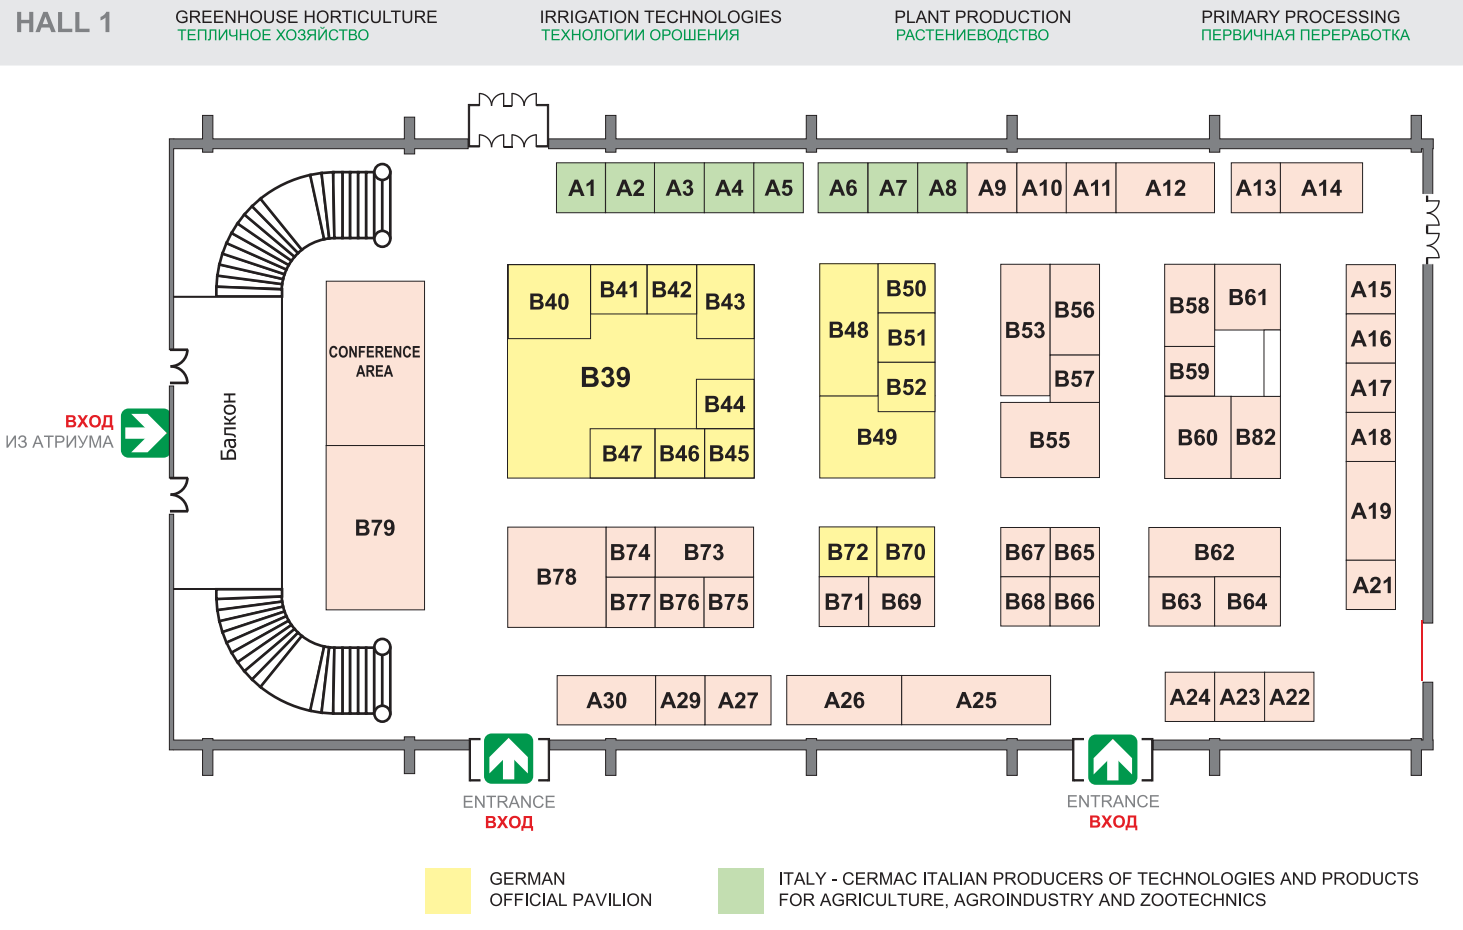 HALL 1
GREENHOUSE HORTICULTURE
ТЕПЛИЧНОЕ ХОЗЯЙСТВО
IRRIGATION TECHNOLOGIES
ТЕХНОЛОГИИ ОРОШЕНИЯ
PLANT PRODUCTION
РАСТЕНИЕВОДСТВО
PRIMARY PROCESSING
ПЕРВИЧНАЯ ПЕРЕРАБОТКА
A1 A2 A3 A4 A5 A6 A7 A8 A9 A10 A11 A12 A13 A14
B40 B41 B42 B43
B39
B44
B47 B46 B45
B48 B50
B51
B52
B49
B53 B56
B57
B55
B58 B61
B59
B60 B82
A15
A16
A17
A18
A19
A21
CONFERENCE
AREA
B79
Балкон
ВХОД
ИЗ АТРИУМА
B78 B74 B73
B77 B76 B75
B72 B70
B71 B69
B67 B65
B68 B66
B62
B63 B64
A30 A29 A27 A26 A25 A24 A23 A22
ENTRANCE
ВХОД
ENTRANCE
ВХОД
GERMAN
OFFICIAL PAVILION
ITALY - CERMAC ITALIAN PRODUCERS OF TECHNOLOGIES AND PRODUCTS
FOR AGRICULTURE, AGROINDUSTRY AND ZOOTECHNICS